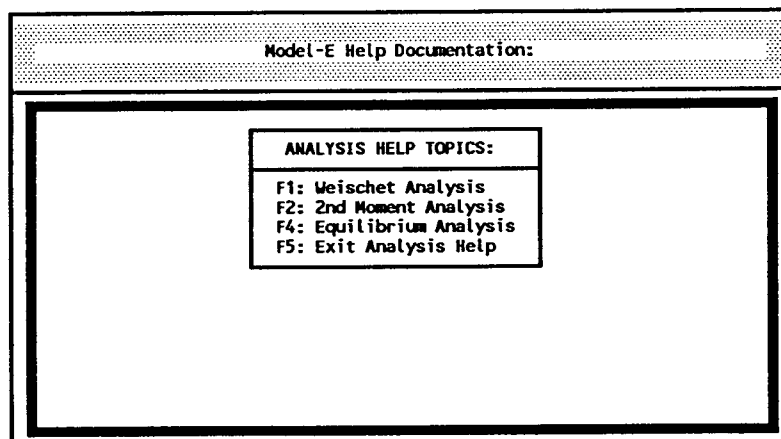 Model-E Help Documentation:
ANALYSIS HELP TOPICS:
F1: Weischet Analysis
F2: 2nd Moment Analysis
F4: Equilibrium Analysis
F5: Exit Analysis Help